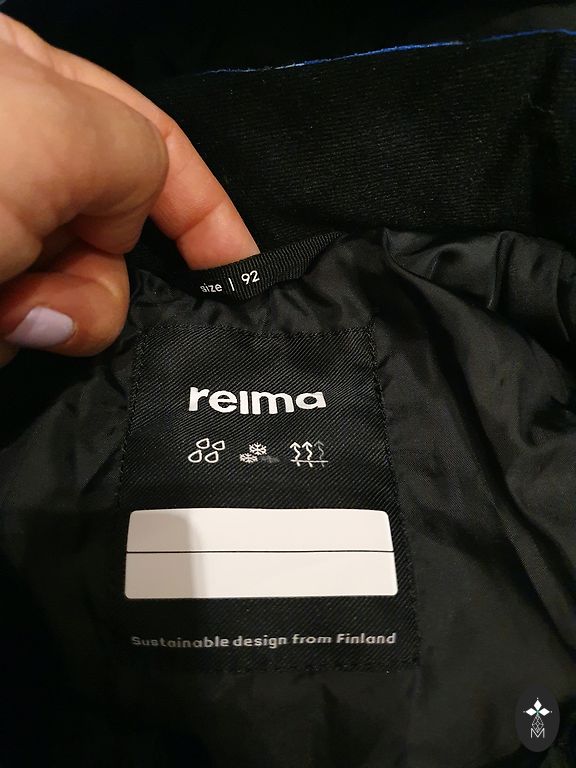 size | 92
reima
Sustainable design from Finland
M